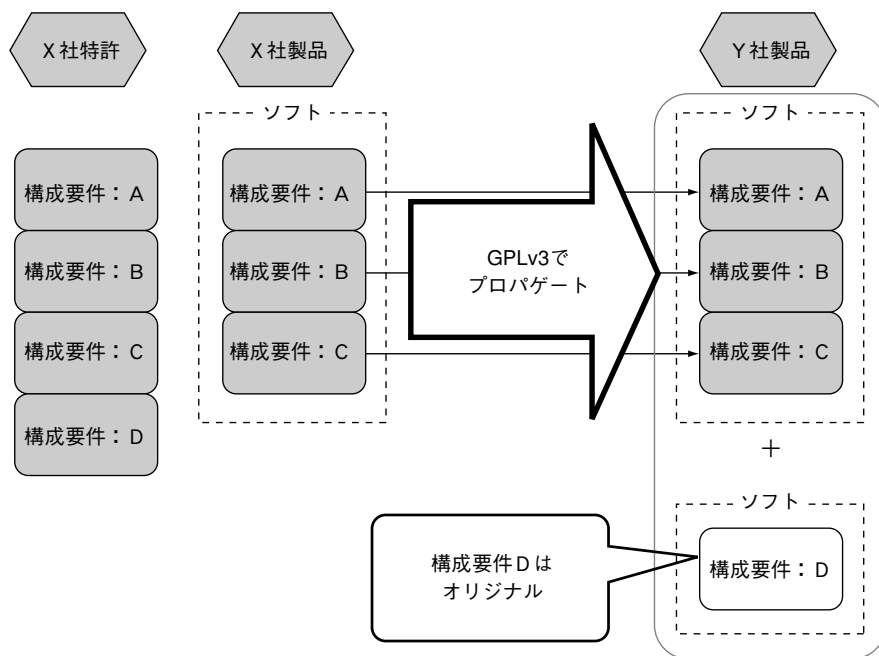 X社特許
X社製品
Y社製品
ソフト
ソフト
構成要件：A
構成要件：A
構成要件：A
構成要件：B
構成要件：B
GPLv3で
プロパゲート
構成要件：B
構成要件：C
構成要件：C
構成要件：C
構成要件：D
＋
ソフト
構成要件Dは
オリジナル
構成要件：D